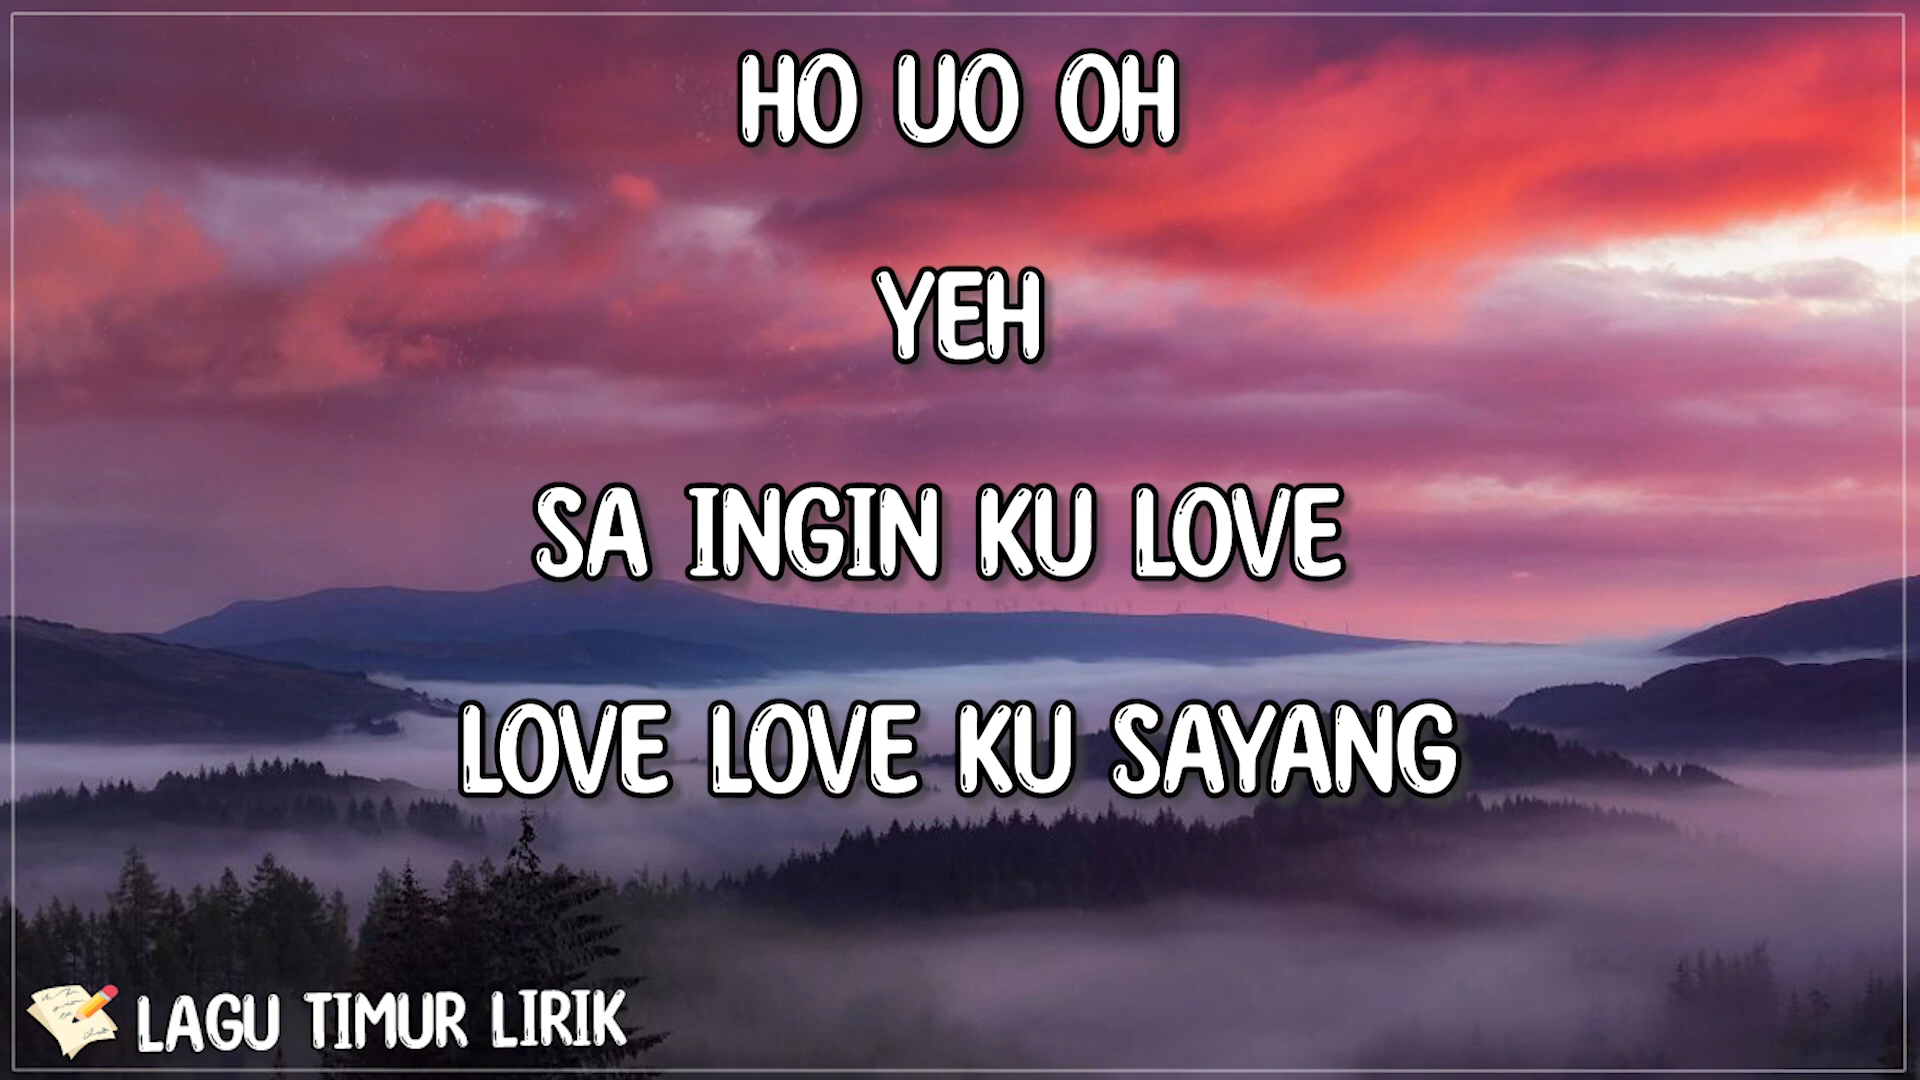 HO UO OH
YEH
SA INGIN KU LOVE
LOVE LOVE KU SAYANG
LAGU TIMUR LIRIK